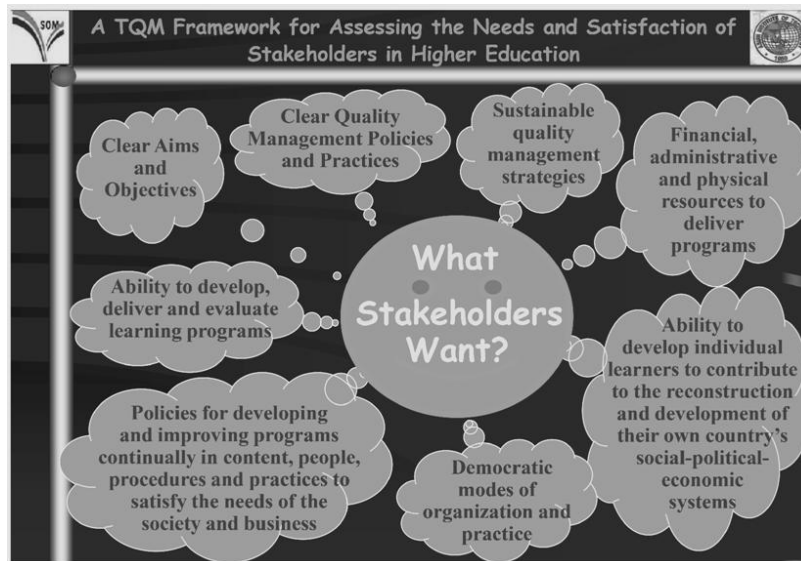 SOM
A TQM Framework for Assessing the Needs and Satisfaction of
Stakeholders in Higher Education
Clear Aims
and
Objectives
Clear Quality
Management Policies
and Practices
Sustainable
quality
management
strategies
Financial,
administrative
and physical
resources to
deliver
programs
What
Stakeholders
Want?
Ability to develop,
deliver and evaluate
learning programs
Ability to
develop individual
learners to contribute
to the reconstruction
and development of
their own country's
social-political-
economic
systems
Policies for developing
and improving programs
continually in content, people,
procedures and practices to
satisfy the needs of the
society and business
Democratic
modes of
organization and
practice